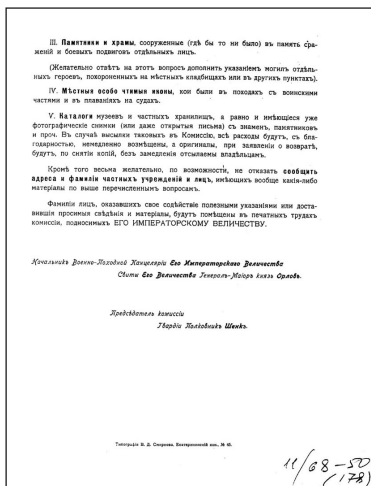 III. Памятники и храмы, сооруженные (гдѣ бы то ни было) въ память сра-
женій и боевыхъ подвиговъ отдѣльныхъ лицъ.
(Желательно отвѣтъ на этотъ вопросъ дополнить указаніемъ могилъ отдѣль-
ныхъ героевъ, похороненныхъ на мѣстныхъ кладбищахъ или въ другихъ пунктахъ).
IV. Мѣстныя особо чтимыя иконы, кои были въ походахъ съ воинскими
частями и въ плаваніяхъ на судахъ.
V. Каталоги музеевъ и частныхъ хранилищъ, а равно и имѣющіеся уже
фотографическіе снимки (или даже открытыя письма) съ знаменъ, памятниковъ
и проч. Въ случаѣ высылки таковыхъ въ Комиссію, всѣ расходы будутъ, съ бла-
годарностью, немедленно возмѣщены, а оригиналы, при заявленіи о возвратѣ,
будутъ, по снятіи копій, безъ замедленія отсылаемы владѣльцамъ.
Кромѣ того весьма желательно, по возможности, не отказать сообщить
адреса и фамиліи частныхъ учрежденій и лицъ, имѣющихъ вообще какія-либо
матеріалы по выше перечисленнымъ вопросамъ.
Фамиліи лицъ, оказавшихъ свое содѣйствіе полезными указаніями или доста-
вившія просимыя свѣдѣнія и матеріалы, будутъ помѣщены въ печатныхъ трудахъ
комиссіи, подносимыхъ ЕГО ИМПЕРАТОРСКОМУ ВЕЛИЧЕСТВУ.
Начальникъ Военно-Походной Канцеляріи Его Императорскаго Величества
Свиты Его Величества Генералъ-Маіоръ князь Орловъ.
Предсѣдатель комиссіи
Гвардіи Полковникъ Шенкъ.
Типографія В. Д. Смирнова, Екатерининскій кан., № 45.
11/68-50
(178)